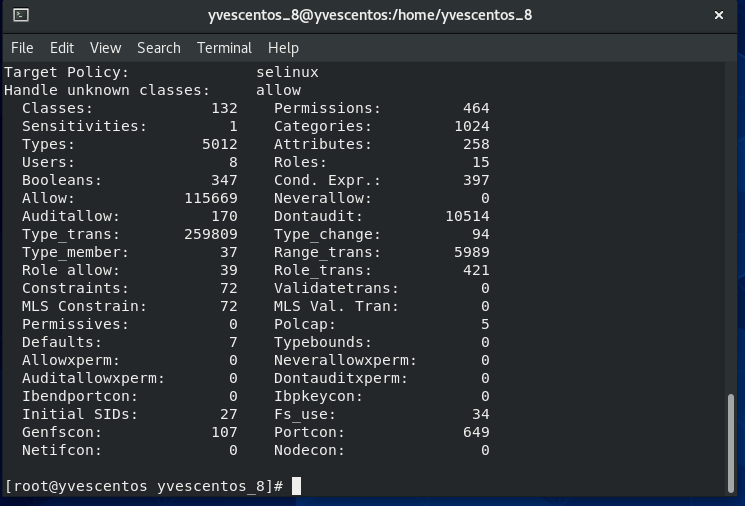 yvescentos_8@yvescentos:/home/yvescentos_8
File Edit View Search Terminal Help
Target Policy: selinux
Handle unknown classes: allow
Classes: 132 Permissions: 464
Sensitivities: 1 Categories: 1024
Types: 5012 Attributes: 258
Users: 8 Roles: 15
Booleans: 347 Cond. Expr.: 397
Allow: 115669 Neverallow: 0
Auditallow: 170 Dontaudit: 10514
Type_trans: 259809 Type_change: 94
Type_member: 37 Range_trans: 5989
Role allow: 39 Role_trans: 421
Constraints: 72 Validatetrans: 0
MLS Constrain: 72 MLS Val. Tran: 0
Permissives: 0 Polcap: 5
Defaults: 7 Typebounds: 0
Allowxperm: 0 Neverallowxperm: 0
Auditallowxperm: 0 Dontauditxperm: 0
Ibendportcon: 0 Ibpkeycon: 0
Initial SIDs: 27 Fs_use: 34
Genfscon: 107 Portcon: 649
Netifcon: 0 Nodecon: 0
[root@yvescentos yvescentos_8]#